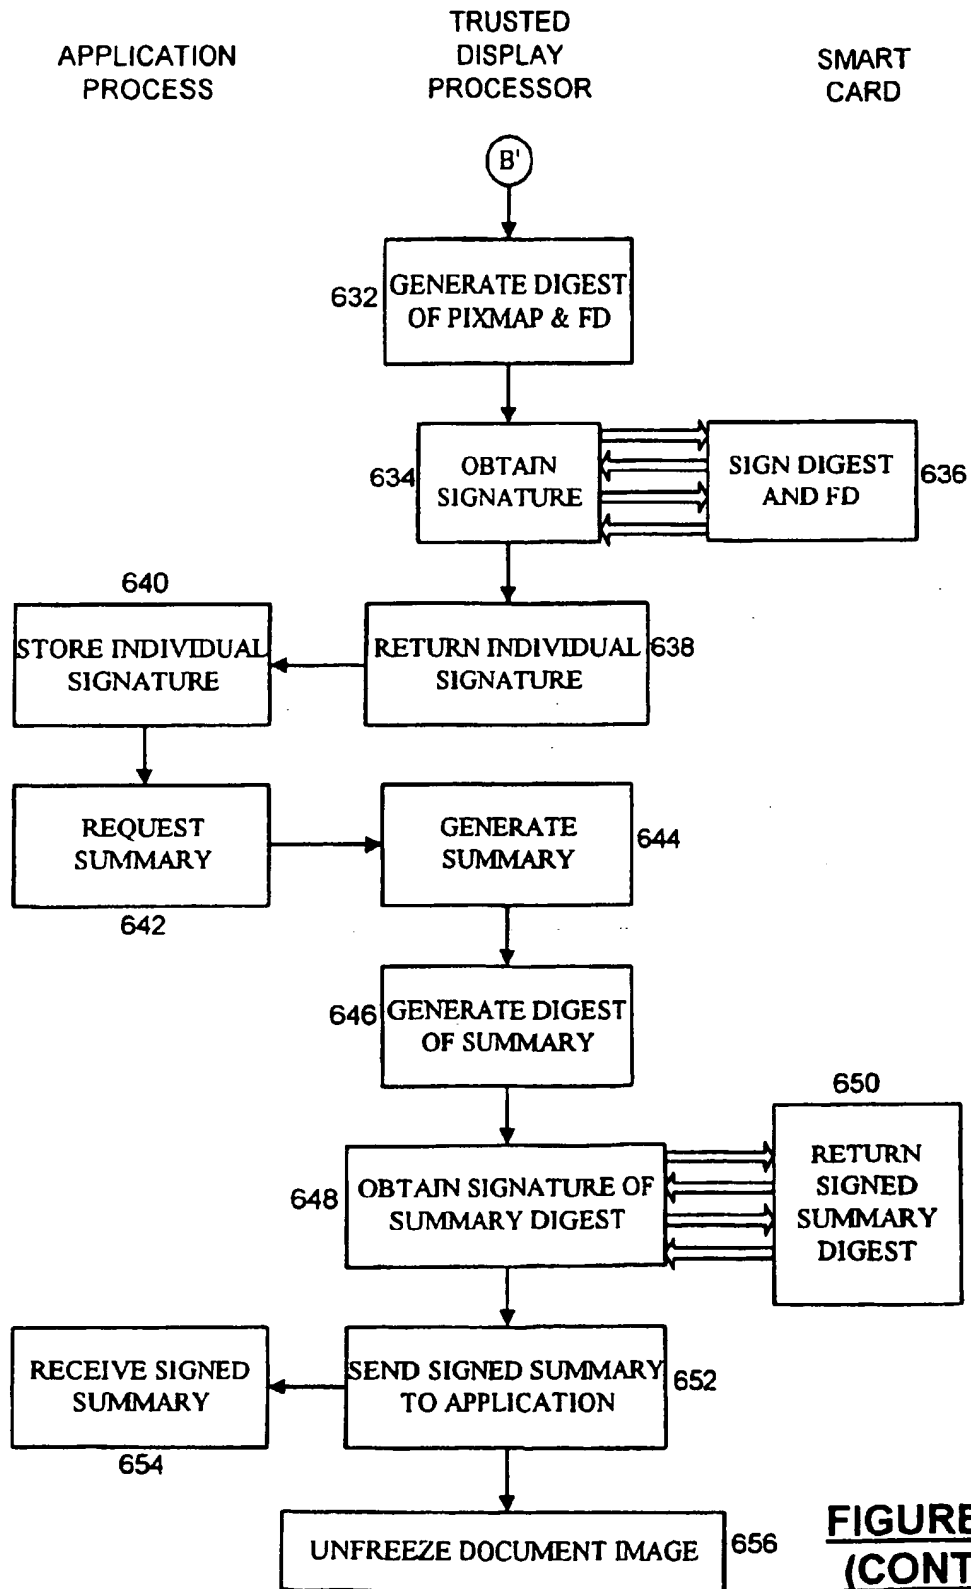 APPLICATION
PROCESS
TRUSTED
DISPLAY
PROCESSOR
SMART
CARD
B'
632
GENERATE DIGEST
OF PIXMAP & FD
634
OBTAIN
SIGNATURE
SIGN DIGEST
AND FD
636
640
STORE INDIVIDUAL
SIGNATURE
RETURN INDIVIDUAL
SIGNATURE
638
REQUEST
SUMMARY
642
GENERATE
SUMMARY
644
646
GENERATE DIGEST
OF SUMMARY
650
648
OBTAIN SIGNATURE OF
SUMMARY DIGEST
RETURN
SIGNED
SUMMARY
DIGEST
RECEIVE SIGNED
SUMMARY
654
SEND SIGNED SUMMARY
TO APPLICATION
652
UNFREEZE DOCUMENT IMAGE
656
FIGURE
(CONT